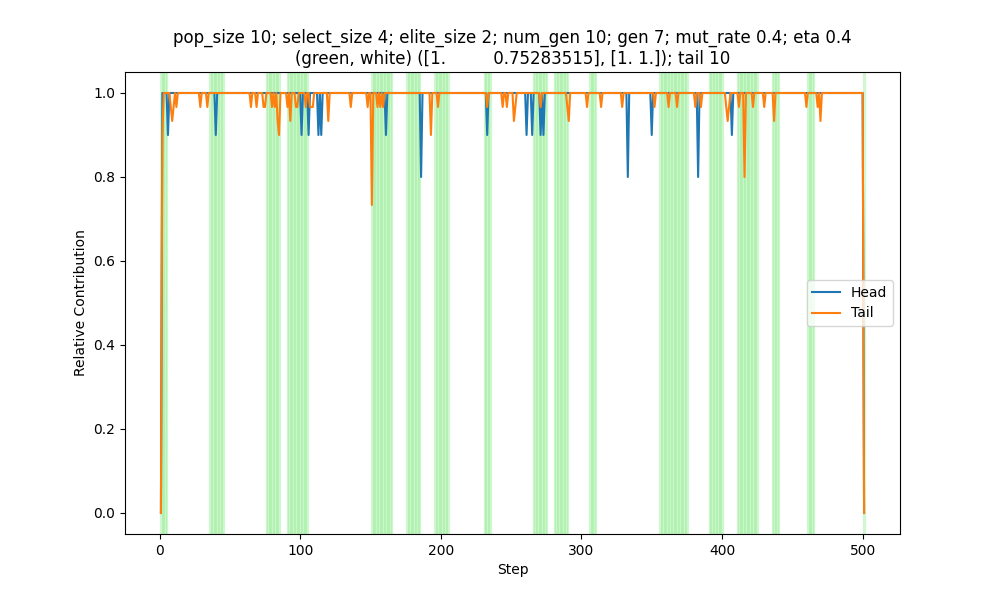 pop_size 10; select_size 4; elite_size 2; num_gen 10; gen 7; mut_rate 0.4; eta 0.4
(green, white) ([1. 0.75283515], [1. 1.]); tail 10
1.0
0.8
0.6
0.4
0.2
0.0
Relative Contribution
Head
Tail
0 100 200 300 400 500
Step